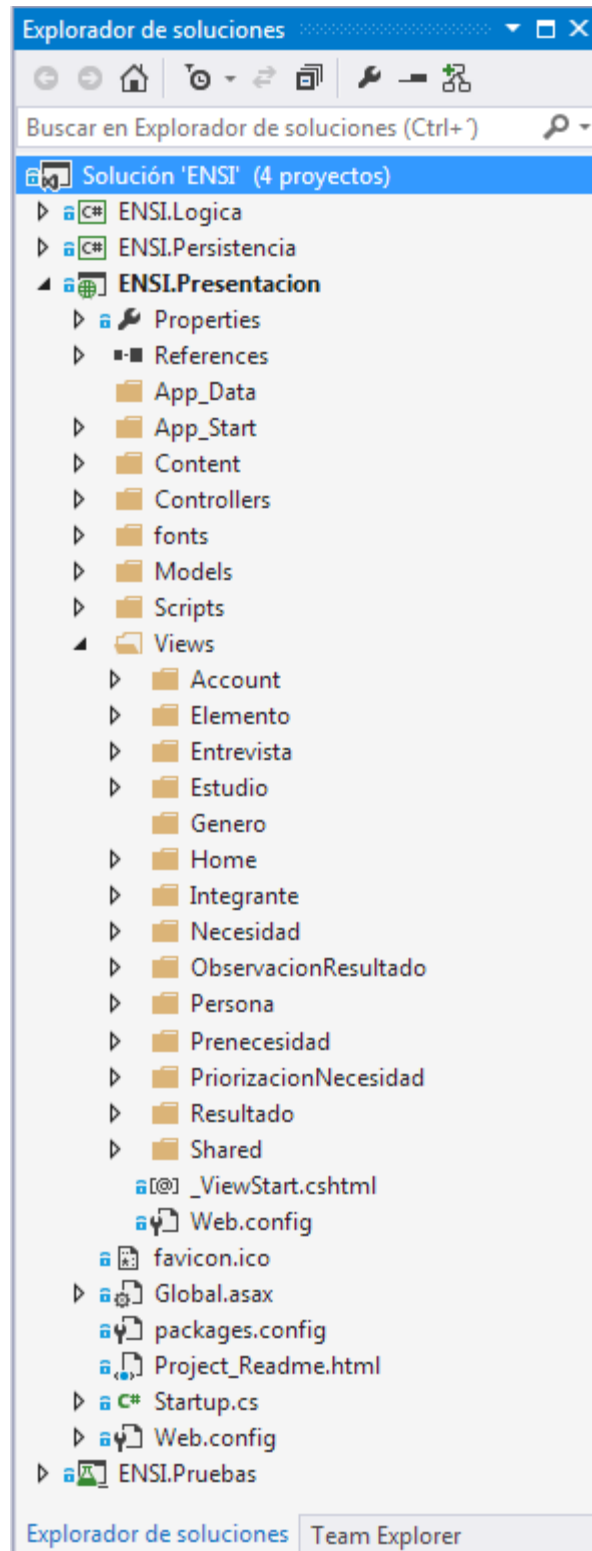 Explorador de soluciones
Buscar en Explorador de soluciones (Ctrl+´)
Solución 'ENSI' (4 proyectos)
C# ENSI.Logica
C# ENSI.Persistencia
ENSI.Presentacion
Properties
References
App_Data
App_Start
Content
Controllers
fonts
Models
Scripts
Views
Account
Elemento
Entrevista
Estudio
Genero
Home
Integrante
Necesidad
ObservacionResultado
Persona
Prenecesidad
PriorizacionNecesidad
Resultado
Shared
[@] _ViewStart.cshtml
Web.config
favicon.ico
Global.asax
packages.config
Project_Readme.html
C# Startup.cs
Web.config
ENSI.Pruebas
Explorador de soluciones Team Explorer